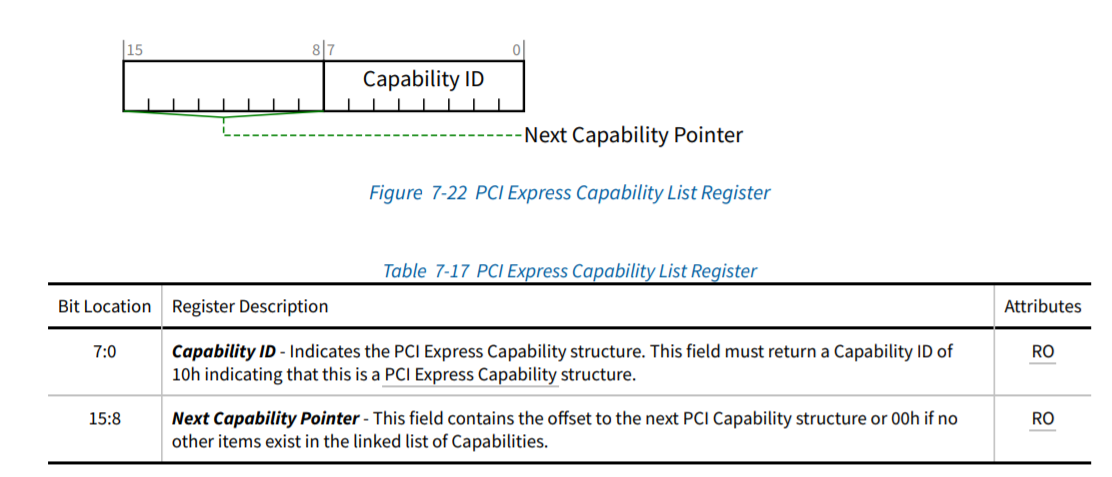 15 8 7 0
Capability ID
Next Capability Pointer
Figure 7-22 PCI Express Capability List Register
Table 7-17 PCI Express Capability List Register
Bit Location Register Description Attributes
7:0 Capability ID - Indicates the PCI Express Capability structure. This field must return a Capability ID of RO
10h indicating that this is a PCI Express Capability structure.
15:8 Next Capability Pointer - This field contains the offset to the next PCI Capability structure or 00h if no RO
other items exist in the linked list of Capabilities.